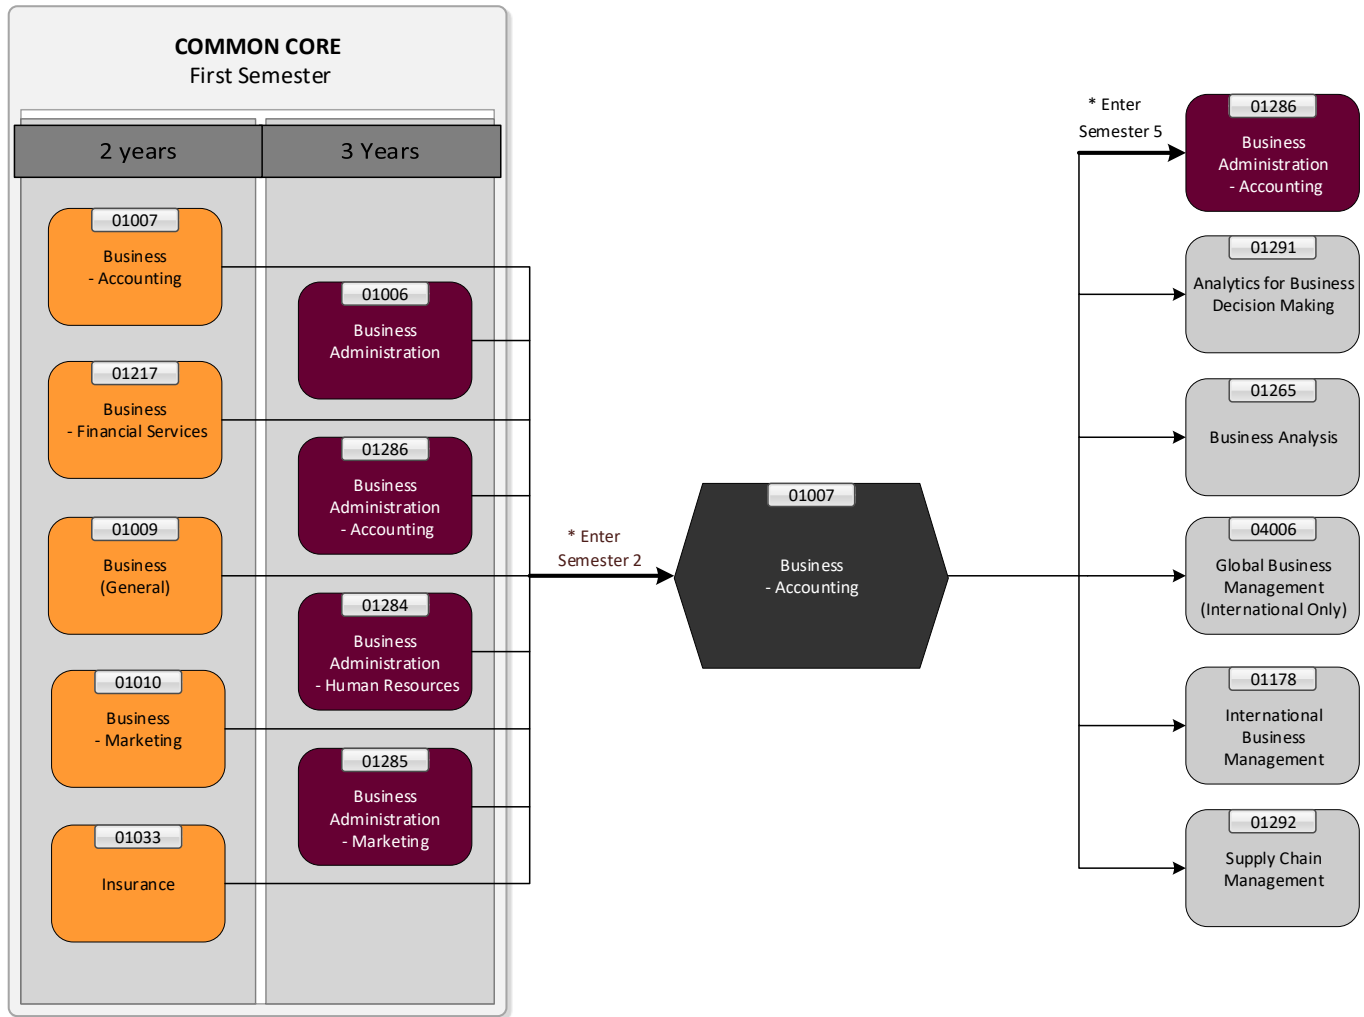 COMMON CORE
First Semester
2 years
3 Years
01007
Business
- Accounting
01217
Business
- Financial Services
01009
Business
(General)
01010
Business
- Marketing
01033
Insurance
01006
Business
Administration
01286
Business
Administration
- Accounting
01284
Business
Administration
- Human Resources
01285
Business
Administration
- Marketing
* Enter
Semester 2
01007
Business
- Accounting
* Enter
Semester 5
01286
Business
Administration
- Accounting
01291
Analytics for Business
Decision Making
01265
Business Analysis
04006
Global Business
Management
(International Only)
01178
International
Business
Management
01292
Supply Chain
Management